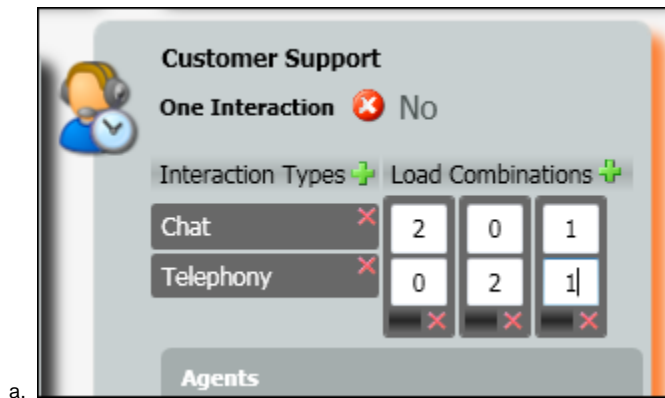 Customer Support
One Interaction No
Interaction Types Load Combinations
Chat 2 0 1
Telephony 0 2 1
Agents
a.